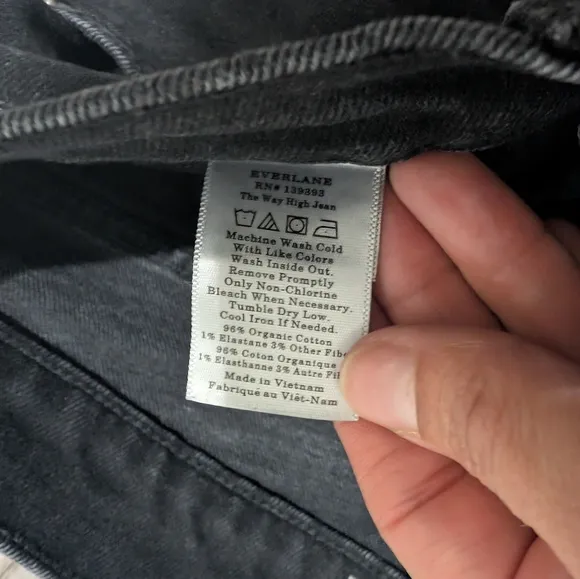 EVERLANE
RN# 139393
The Way High Jean
Machine Wash Cold
With Like Colors
Wash Inside Out.
Remove Promptly
Only Non-Chlorine
Bleach When Necessary.
Tumble Dry Low.
Cool Iron If Needed.
96% Organic Cotton
1% Elastane 3% Other
96% Coton Organique
1% Elasthanne 3% Autre
Made in Vietnam
Fabriqué au Viêt-Nam